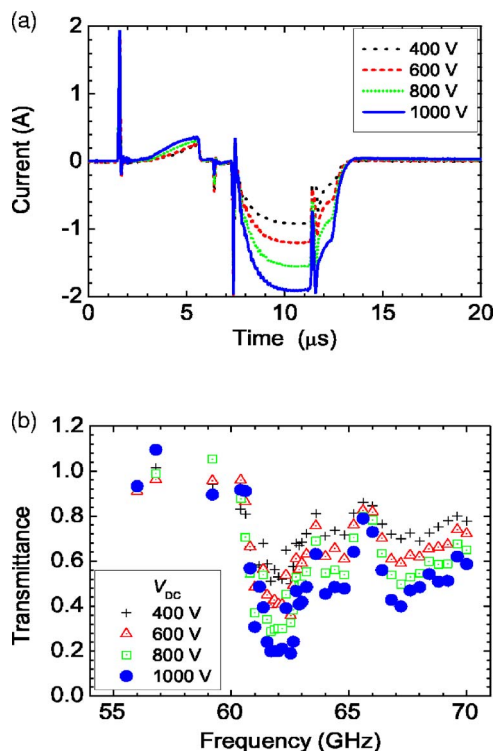 (a)
2
1
0
-1
-2
Current (A)
400 V
600 V
800 V
1000 V
0 5 10 15 20
Time (μs)
(b)
1.2
1.0
0.8
0.6
0.4
0.2
0.0
Transmittance
V DC
400 V
600 V
800 V
1000 V
55 60 65 70
Frequency (GHz)